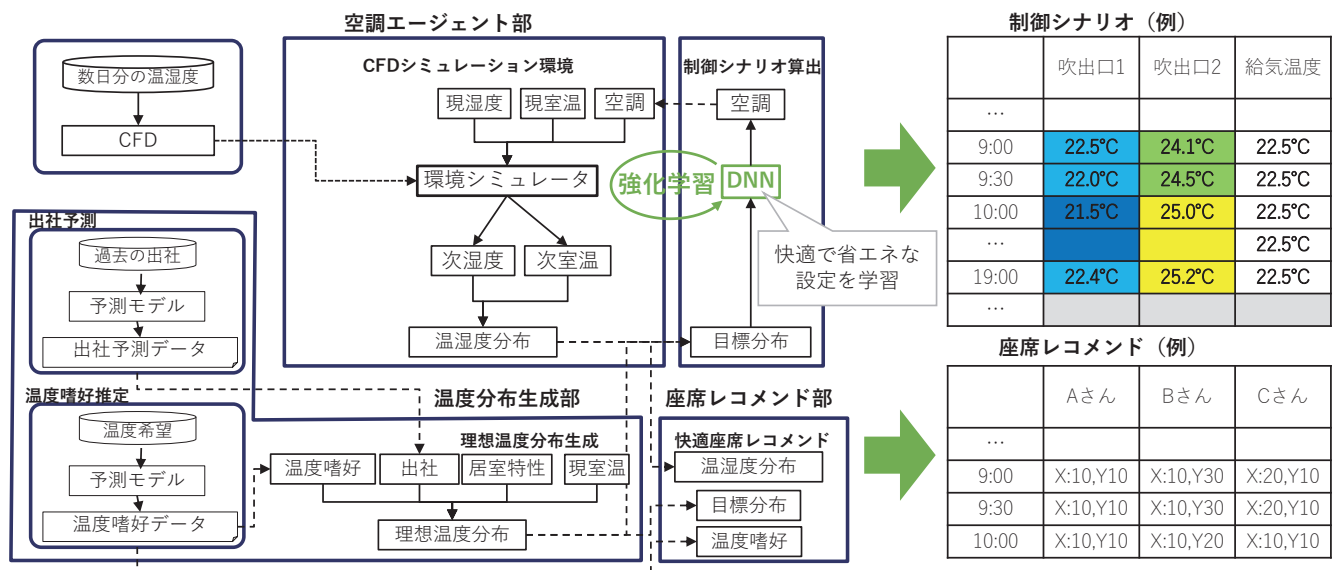 空調エージェント部
数日分の温湿度
CFD
CFDシミュレーション環境
現湿度
現室温
空調
環境シミュレータ
次湿度
次室温
温湿度分布
制御シナリオ算出
空調
強化学習
DNN
快適で省エネな
設定を学習
目標分布
出社予測
過去の出社
予測モデル
出社予測データ
温度嗜好推定
温度希望
予測モデル
温度嗜好データ
温度分布生成部
理想温度分布生成
温度嗜好
出社
居室特性
現室温
理想温度分布
座席レコメンド部
快適座席レコメンド
温湿度分布
目標分布
温度嗜好
制御シナリオ（例）
吹出口1 吹出口2 給気温度
…
9:00 22.5℃ 24.1℃ 22.5℃
9:30 22.0℃ 24.5℃ 22.5℃
10:00 21.5℃ 25.0℃ 22.5℃
… 22.5℃
19:00 22.4℃ 25.2℃ 22.5℃
…
座席レコメンド（例）
Aさん Bさん Cさん
…
9:00 X:10,Y10 X:10,Y30 X:20,Y10
9:30 X:10,Y10 X:10,Y30 X:20,Y10
10:00 X:10,Y10 X:10,Y20 X:10,Y10